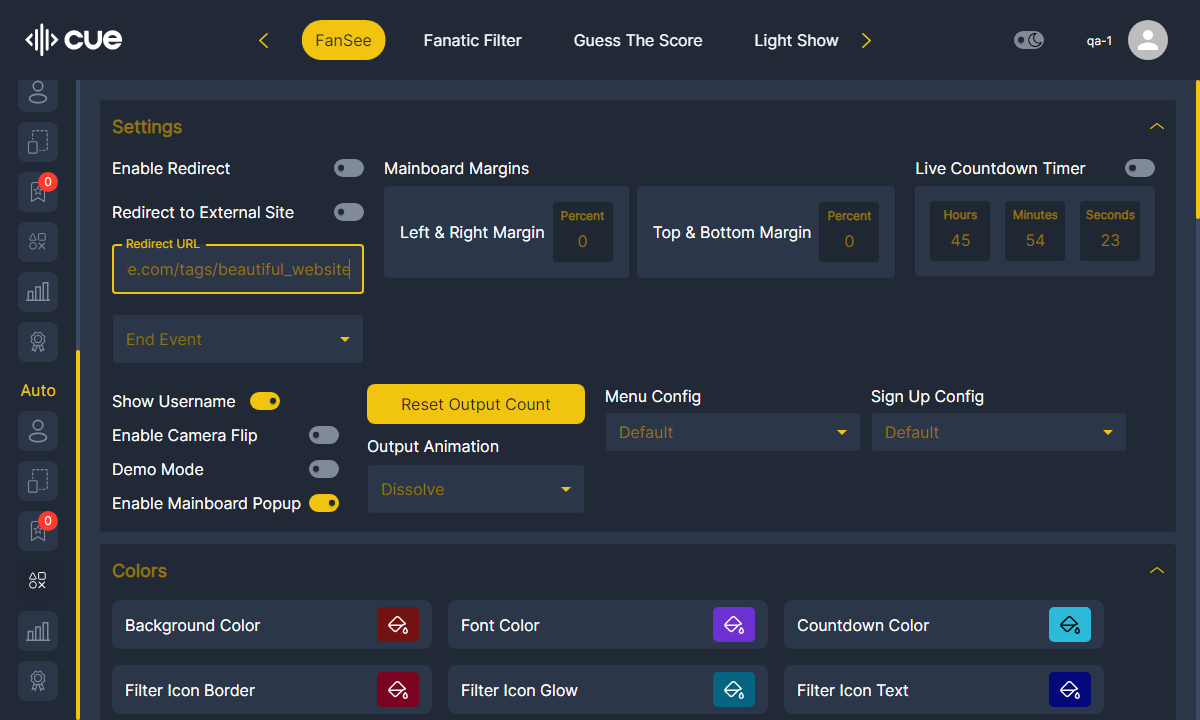 cue
FanSee
Fanatic Filter
Guess The Score
Light Show
qa-1
0
Auto
0
Settings
Enable Redirect
Redirect to External Site
Redirect URL
e.com/tags/beautiful_website
End Event
Mainboard Margins
Left & Right Margin
Percent
0
Top & Bottom Margin
Percent
0
Live Countdown Timer
Hours
45
Minutes
54
Seconds
23
Show Username
Enable Camera Flip
Demo Mode
Enable Mainboard Popup
Reset Output Count
Output Animation
Dissolve
Menu Config
Default
Sign Up Config
Default
Colors
Background Color
Font Color
Countdown Color
Filter Icon Border
Filter Icon Glow
Filter Icon Text